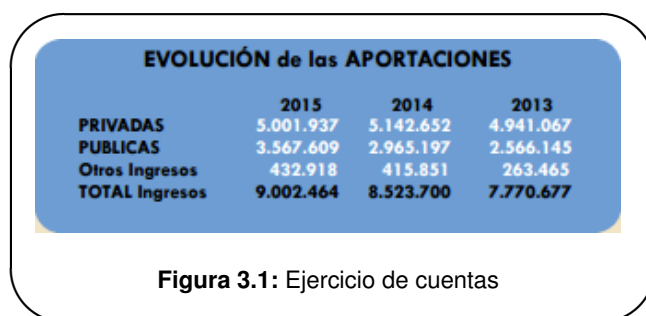 EVOLUCIÓN de las APORTACIONES
2015 2014 2013
PRIVADAS 5.001.937 5.142.652 4.941.067
PUBLICAS 3.567.609 2.965.197 2.566.145
Otros Ingresos 432.918 415.851 263.465
TOTAL Ingresos 9.002.464 8.523.700 7.770.677
Figura 3.1: Ejercicio de cuentas